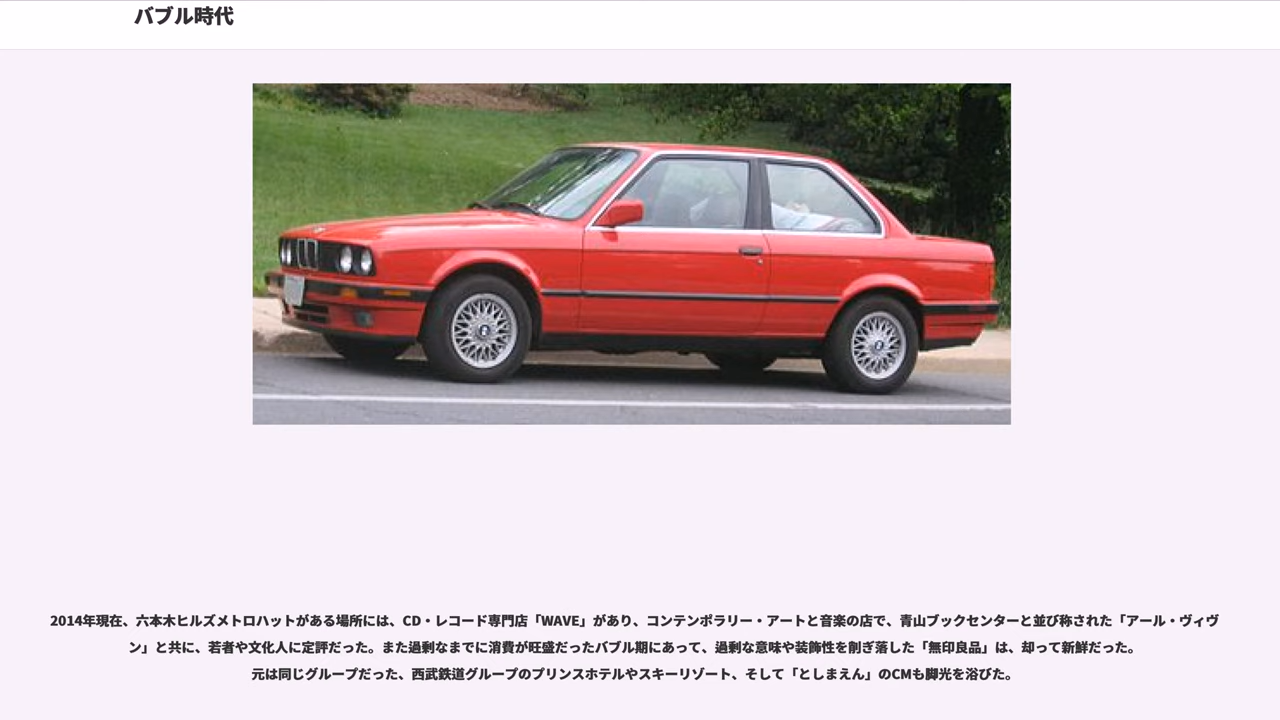 バブル時代
2014年現在、六本木ヒルズメトロハットがある場所には、CD・レコード専門店「WAVE」があり、コンテンポラリー・アートと音楽の店で、青山ブックセンターと並び称された「アール・ヴィヴ
ン」と共に、若者や文化人に定評だった。また過剰なまでに消費が旺盛だったバブル期にあって、過剰な意味や装飾性を削ぎ落した「無印良品」は、却って新鮮だった。
元は同じグループだった、西武鉄道グループのプリンスホテルやスキーリゾート、そして「としまえん」のCMも脚光を浴びた。